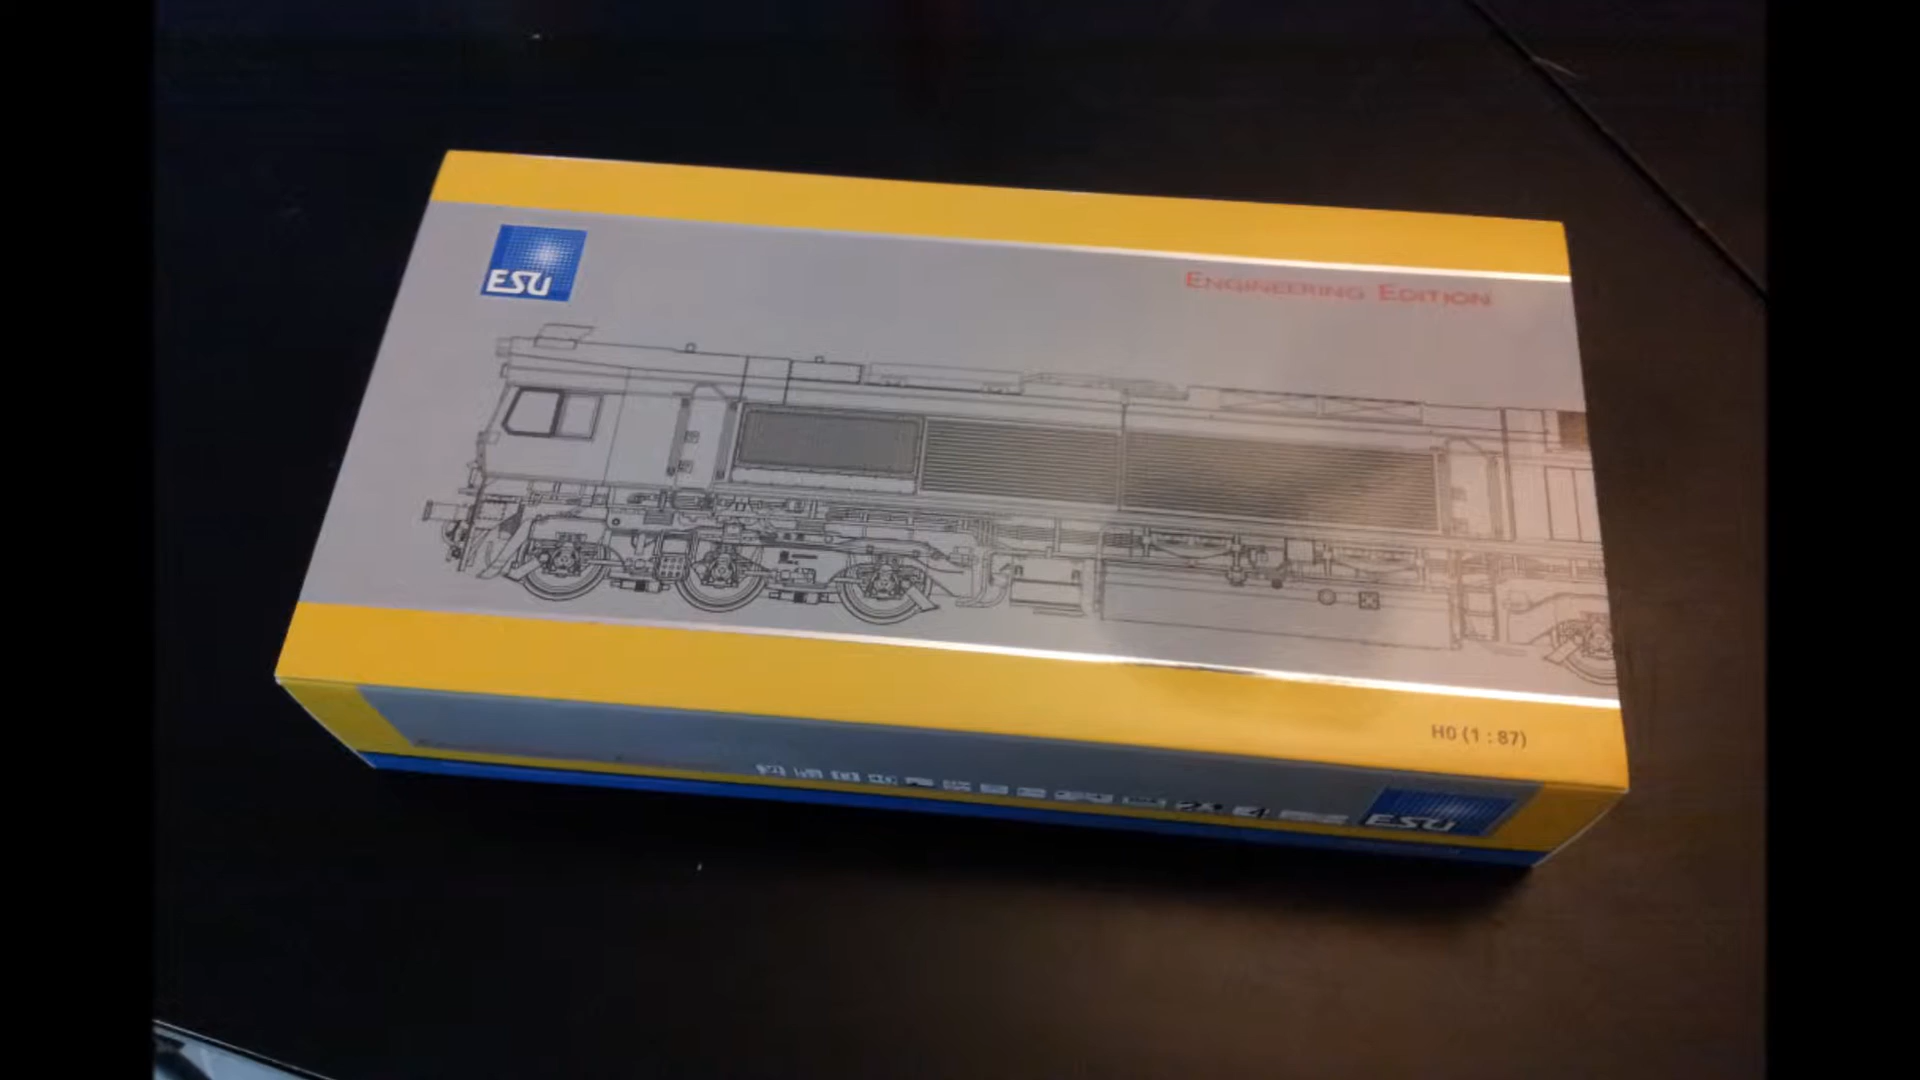 ESU
ENGINEERING EDITION
H0 (1 : 87)
ESU